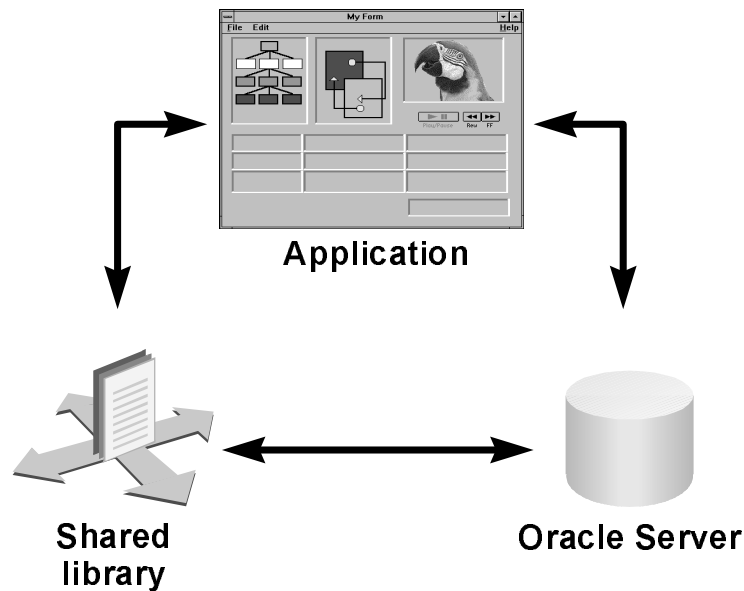 My Form
File Edit Help
Play/Pause Rew FF
Application
Shared
library
Oracle Server